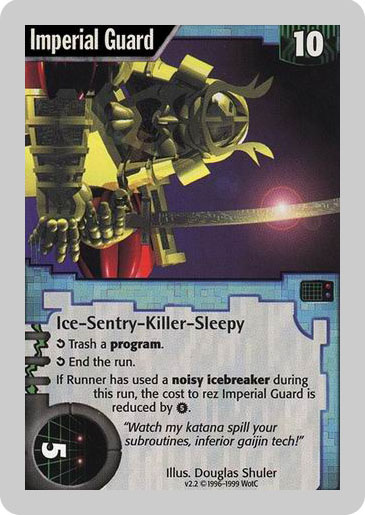 Imperial Guard
10
Ice-Sentry-Killer-Sleepy
Trash a program.
End the run.
If Runner has used a noisy icebreaker during
this run, the cost to rez Imperial Guard is
reduced by 5.
"Watch my katana spill your
subroutines, inferior gaijin tech!"
5
Illus. Douglas Shuler
v2.2 ©1996-1999 WotC